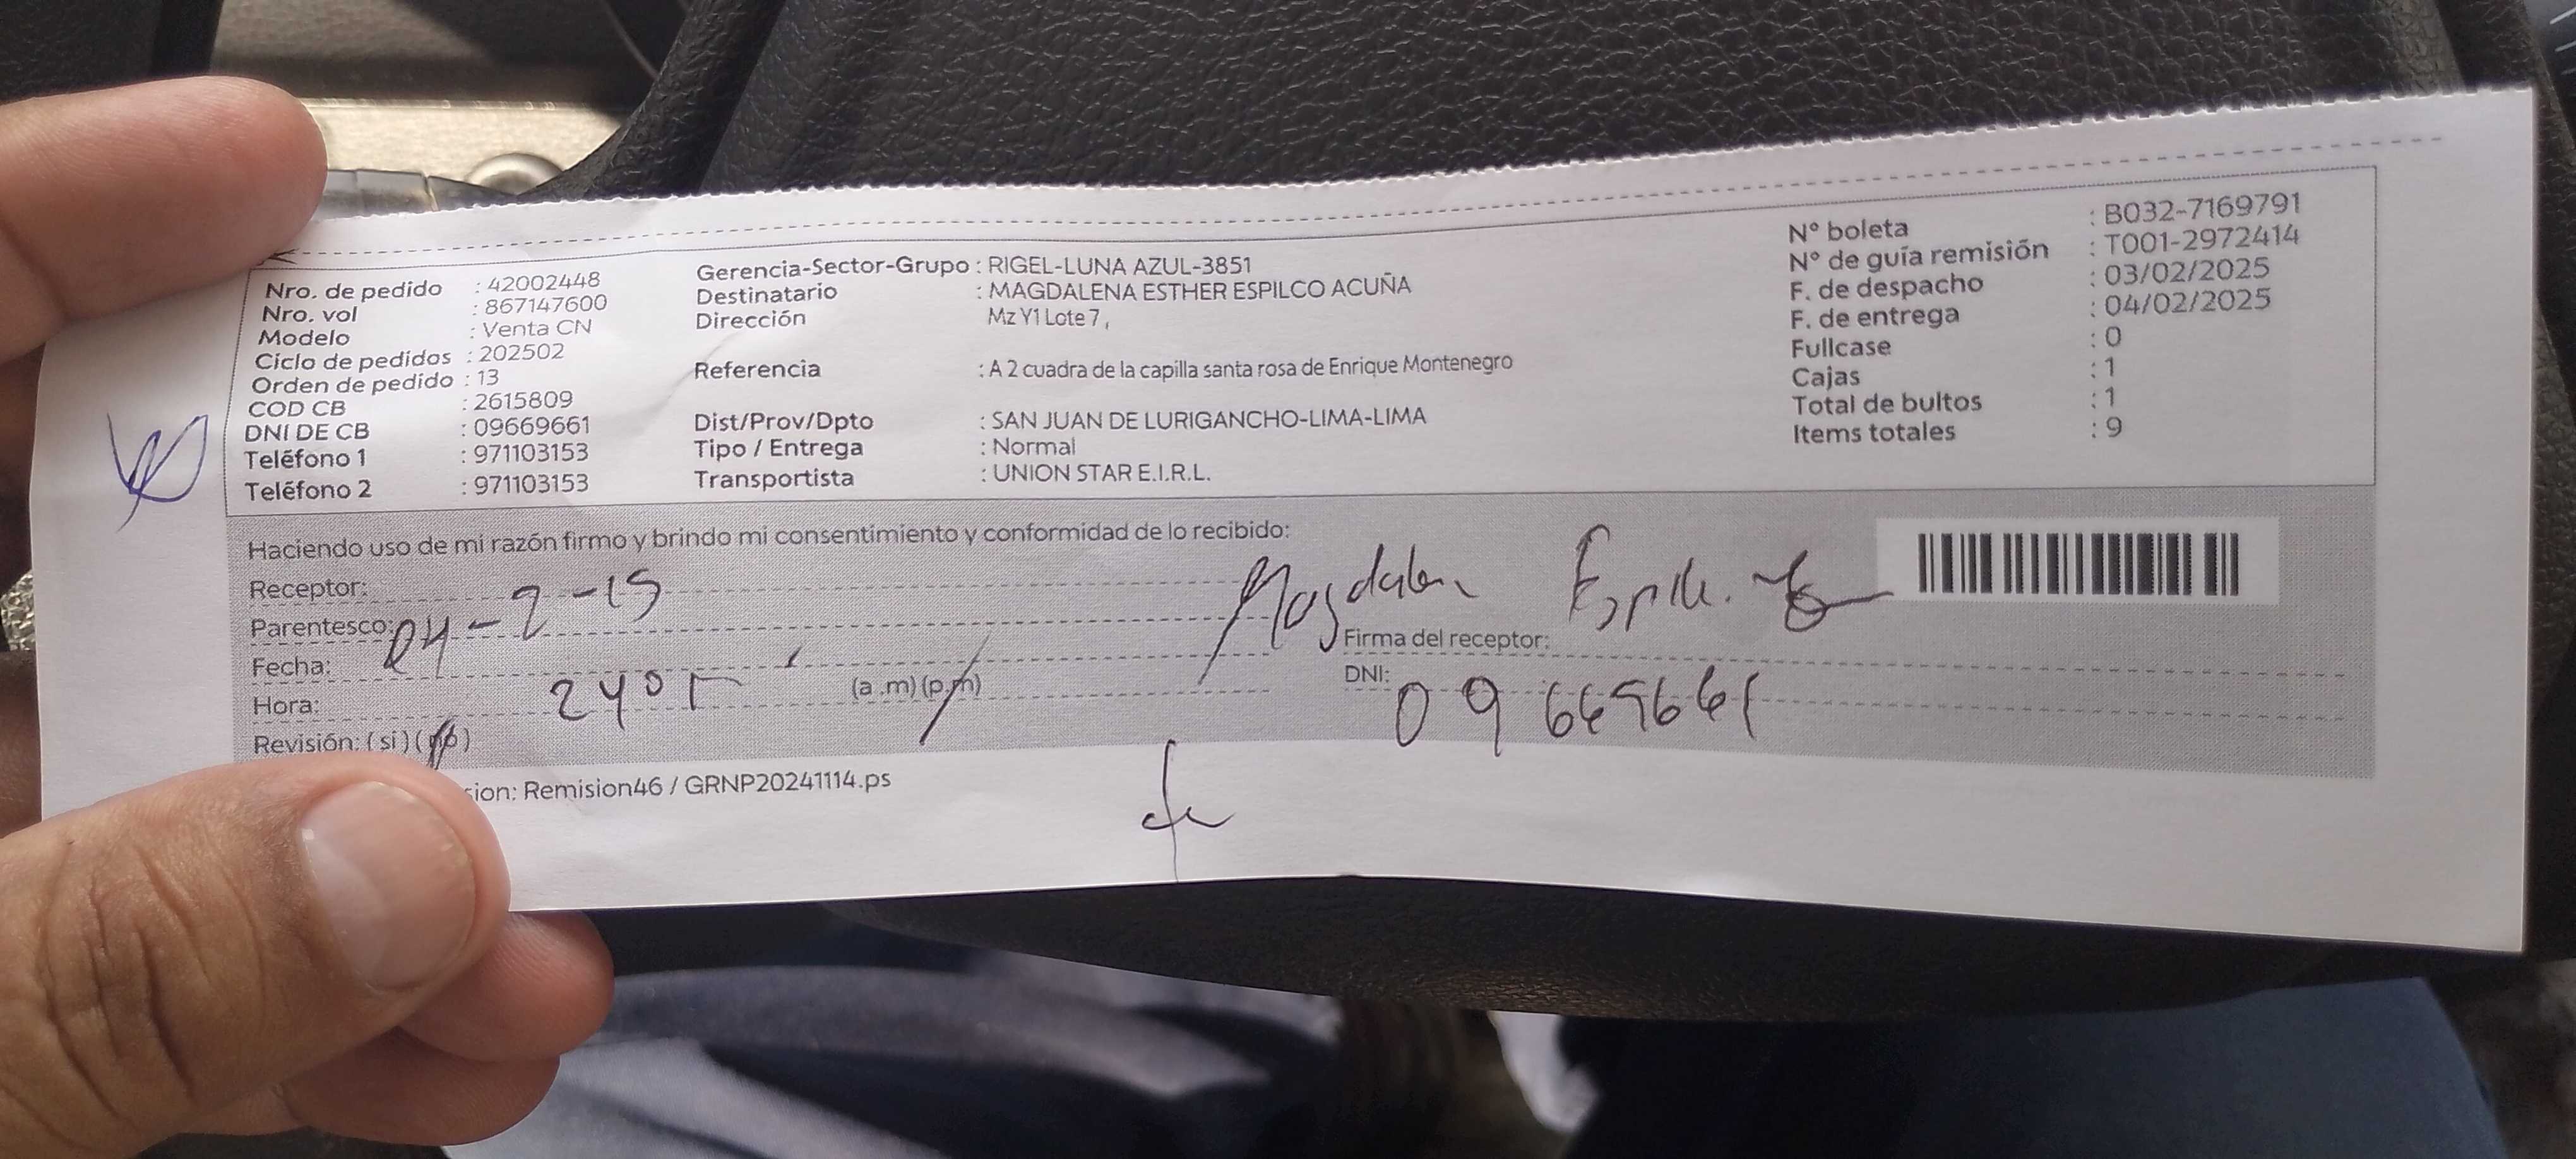 Nro. de pedido : 42002448
Nro. vol : 867147600
Modelo : Venta CN
Ciclo de pedidos : 202502
Orden de pedido : 13
COD CB : 2615809
DNI DE CB : 09669661
Teléfono 1 : 971103153
Teléfono 2 : 971103153
Gerencia-Sector-Grupo : RIGEL-LUNA AZUL-3851
Destinatario : MAGDALENA ESTHER ESPILCO ACUÑA
Dirección Mz Y1 Lote 7 ,
Referencia : A 2 cuadra de la capilla santa rosa de Enrique Montenegro
Dist/Prov/Dpto : SAN JUAN DE LURIGANCHO-LIMA-LIMA
Tipo / Entrega : Normal
Transportista : UNION STAR E.I.R.L.
N° boleta : B032-7169791
N° de guía remisión : T001-2972414
F. de despacho : 03/02/2025
F. de entrega : 04/02/2025
Fullcase : 0
Cajas : 1
Total de bultos : 1
Items totales : 9
Haciendo uso de mi razón firmo y brindo mi consentimiento y conformidad de lo recibido:
Receptor:
Parentesco:
Fecha:
Hora: (a .m) (p.m)
Revisión: ( si ) ( no )
Magdalen
Firma del receptor:
DNI:
sion: Remision46 / GRNP20241114.ps